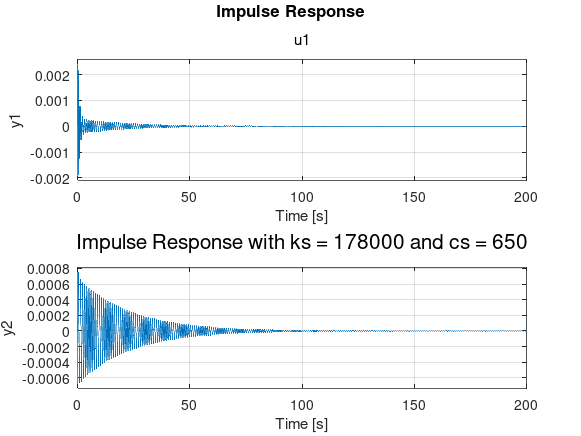 Impulse Response
u1
0.002
0.001
0
-0.001
-0.002
y1
0 50 100 150 200
Time [s]
Impulse Response with ks = 178000 and cs = 650
0.0008
0.0006
0.0004
0.0002
0
-0.0002
-0.0004
-0.0006
y2
0 50 100 150 200
Time [s]